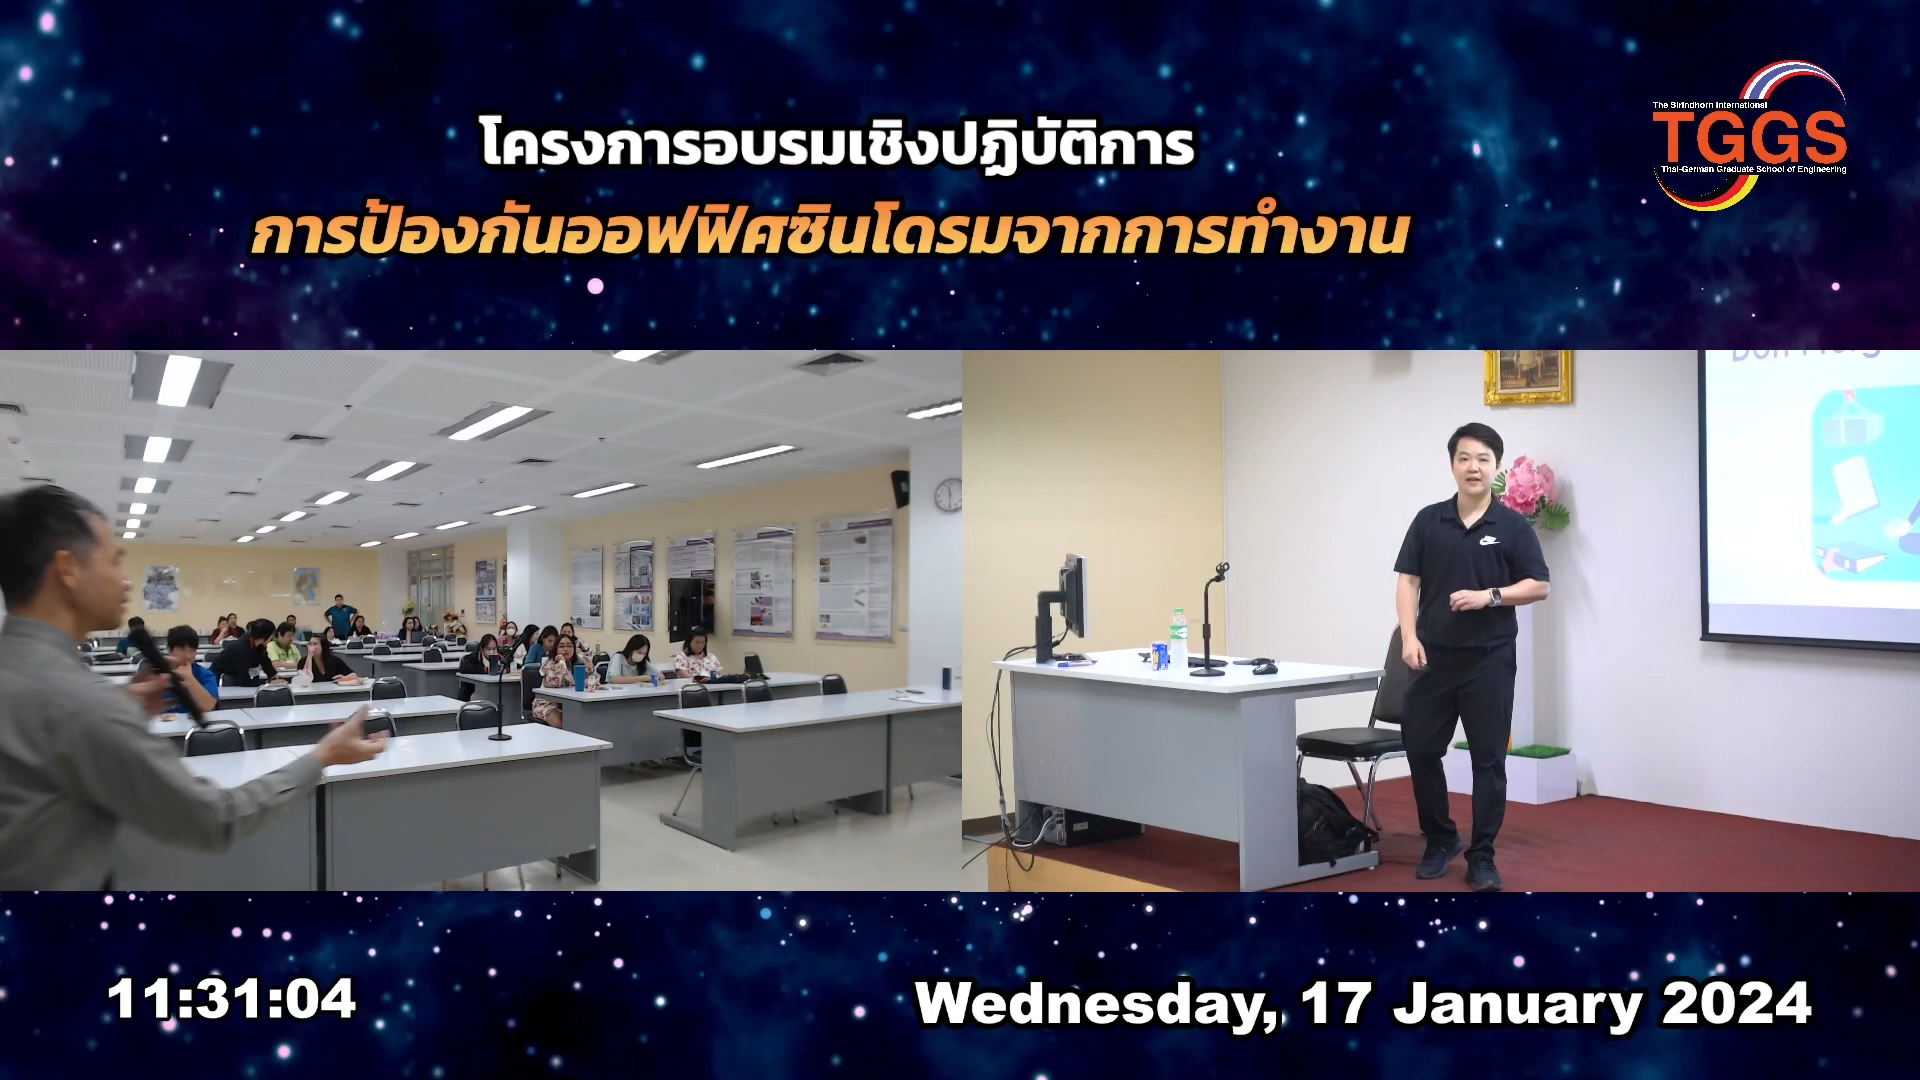 โครงการอบรมเชิงปฏิบัติการ
การป้องกันออฟฟิศซินโดรมจากการทำงาน
The Sirindhorn International
TGGS
Thai-German Graduate School of Engineering
11:31:04
Wednesday, 17 January 2024